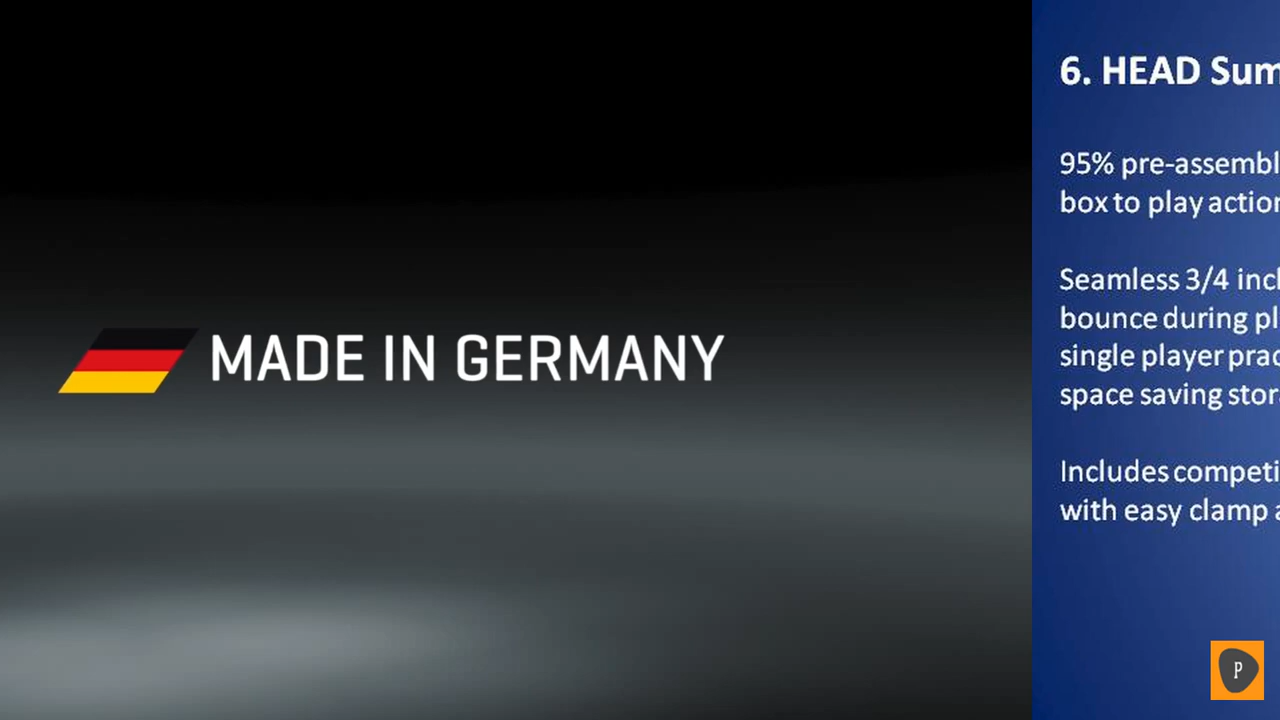 MADE IN GERMANY
6. HEAD Sum
95% pre-assembl
box to play action
Seamless 3/4 incl
bounce during pl
single player prac
space saving stor
Includes competi
with easy clamp a
P